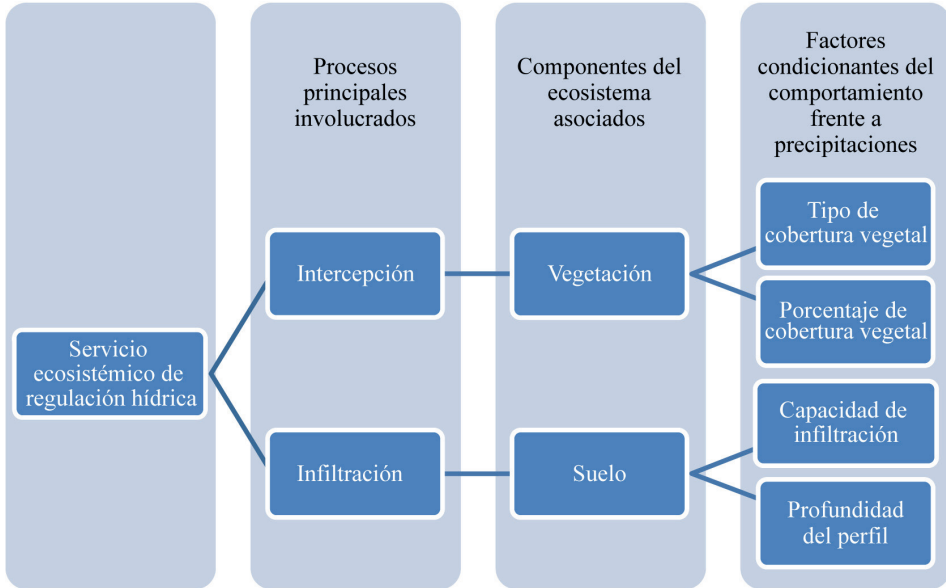 Procesos
principales
involucrados
Componentes del
ecosistema
asociados
Factores
condicionantes del
comportamiento
frente a
precipitaciones
Servicio
ecosistémico de
regulación hídrica
Intercepción
Vegetación
Tipo de
cobertura vegetal
Porcentaje de
cobertura vegetal
Infiltración
Suelo
Capacidad de
infiltración
Profundidad
del perfil